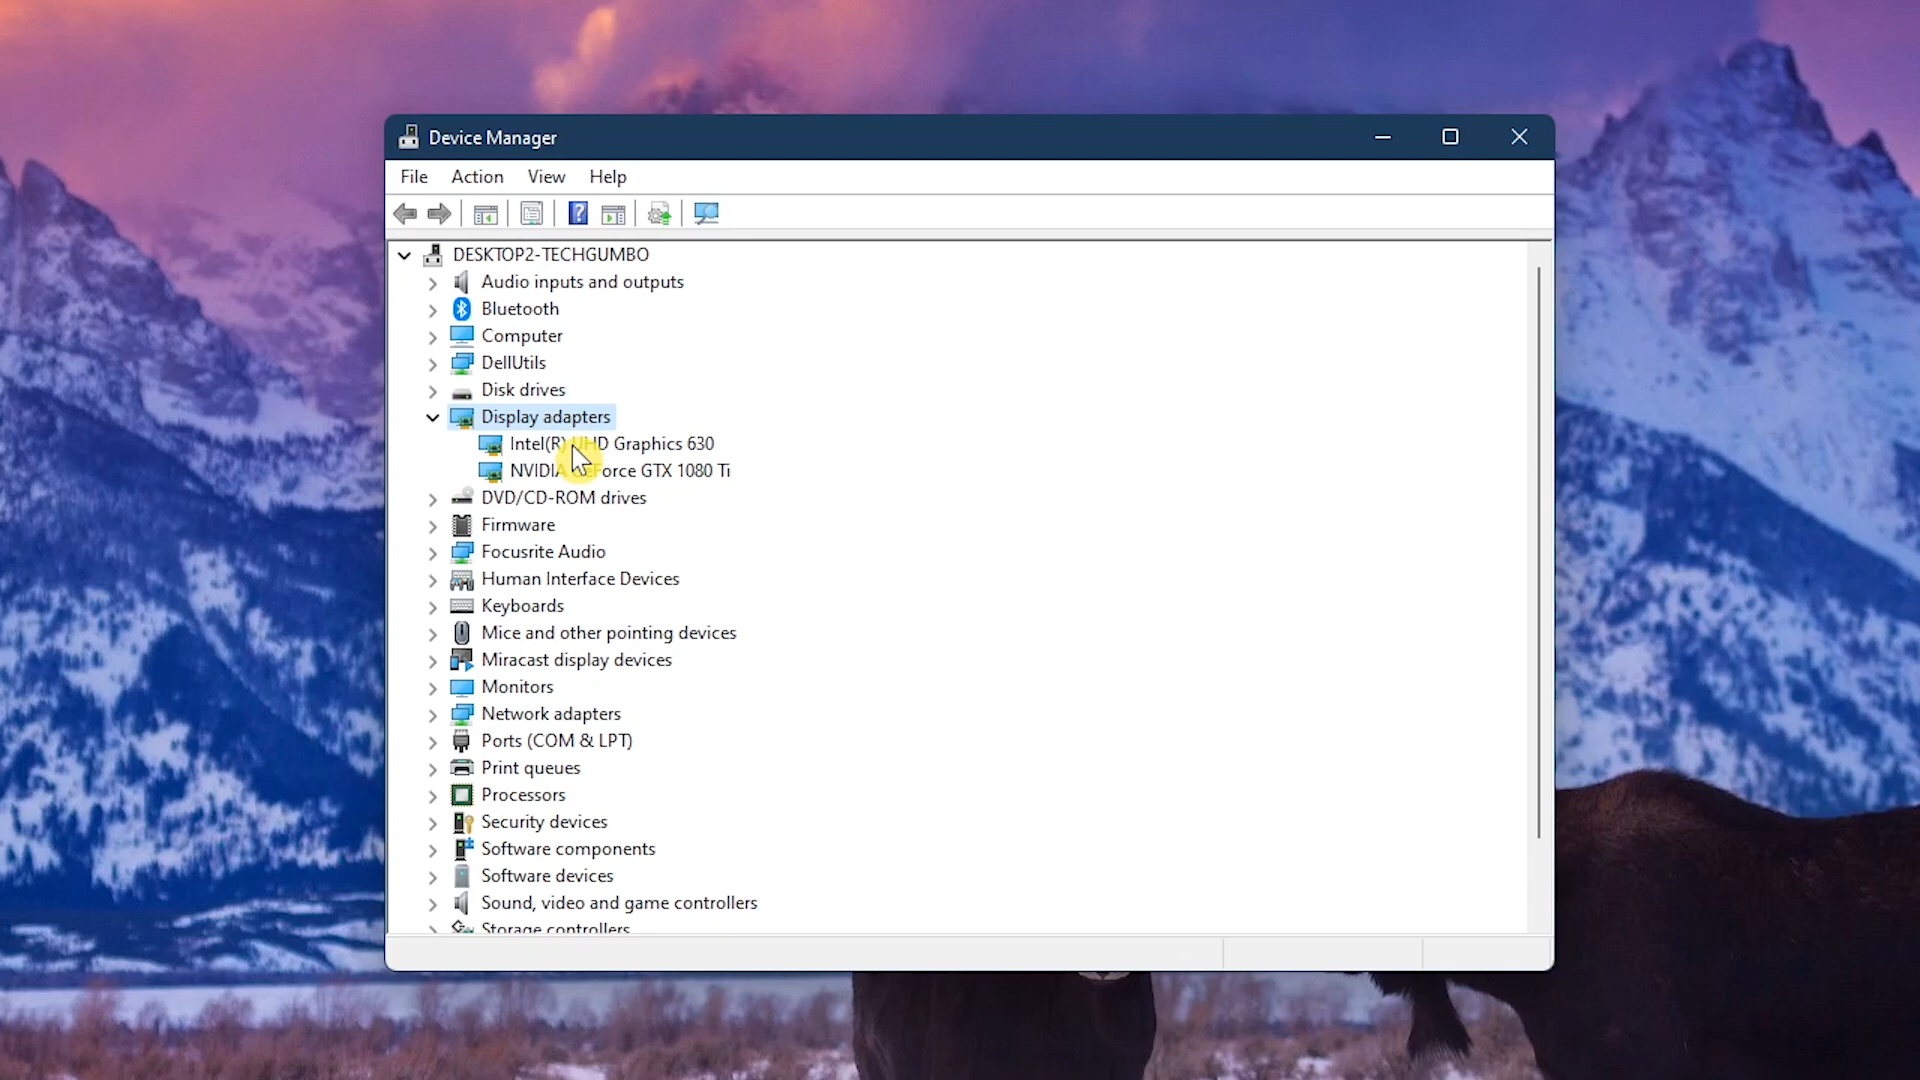 Device Manager
File Action View Help
DESKTOP2-TECHGUMBO
Audio inputs and outputs
Bluetooth
Computer
DellUtils
Disk drives
Display adapters
Intel(R) UHD Graphics 630
NVIDIA GeForce GTX 1080 Ti
DVD/CD-ROM drives
Firmware
Focusrite Audio
Human Interface Devices
Keyboards
Mice and other pointing devices
Miracast display devices
Monitors
Network adapters
Ports (COM & LPT)
Print queues
Processors
Security devices
Software components
Software devices
Sound, video and game controllers
Storage controllers